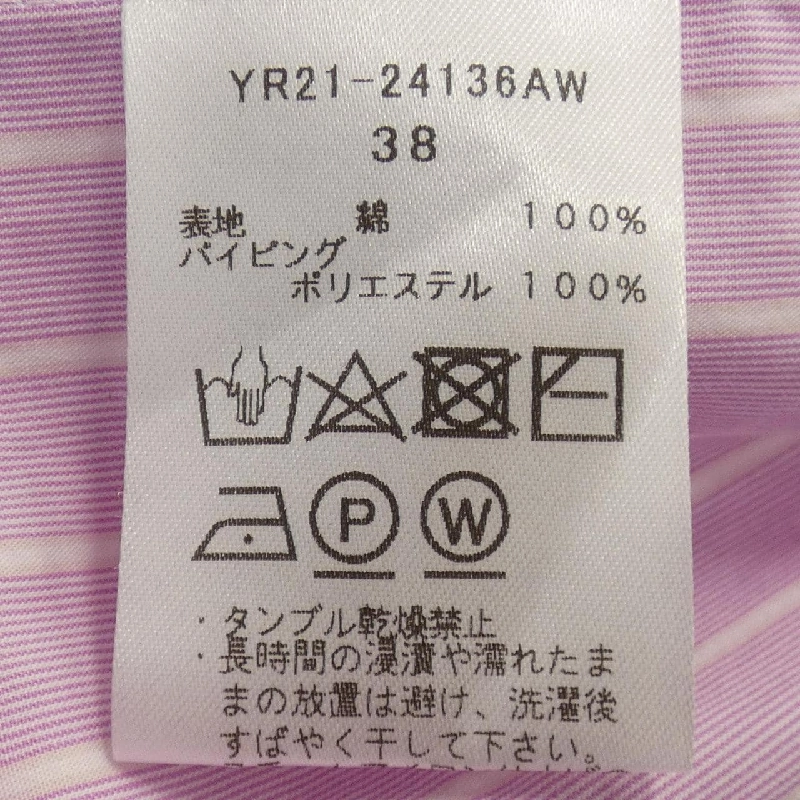 YR21-24136AW
38
表地 綿 100%
パイピング
ポリエステル 100%
P W
・タンブル乾燥禁止
・長時間の浸漬や濡れたま
まの放置は避け、洗濯後
すばやく干して下さい。